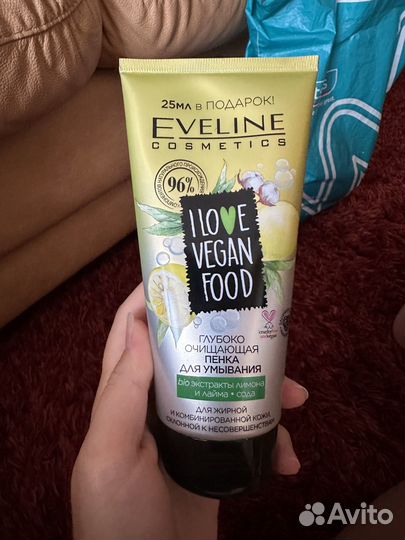 25мл в ПОДАРОК!
EVELINE
COSMETICS
96%
I LOVE
VEGAN
FOOD
ГЛУБОКО
ОЧИЩАЮЩАЯ
ПЕНКА
ДЛЯ УМЫВАНИЯ
bio экстракты лимона
и лайма • сода
ДЛЯ ЖИРНОЙ
И КОМБИНИРОВАННОЙ КОЖИ,
СКЛОННОЙ К НЕСОВЕРШЕНСТВАМ
Avito